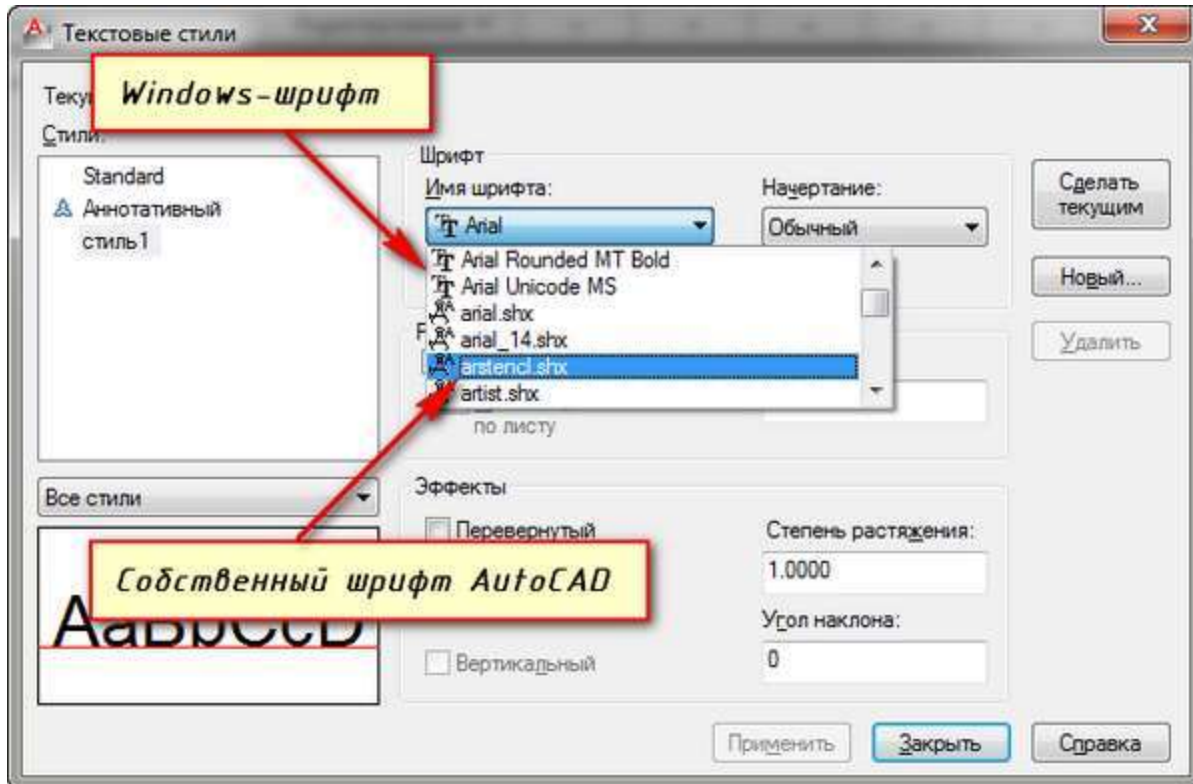 Текстовые стили
Windows-шрифт
Стили:
Standard
Аннотативный
стиль1
Шрифт
Имя шрифта:
Начертание:
Arial
Обычный
Arial Rounded MT Bold
Arial Unicode MS
arial.shx
arial_14.shx
arstencl.shx
artist.shx
по листу
Сделать
текущим
Новый...
Удалить
Все стили
Эффекты
Перевернутый
Степень растяжения:
1.0000
Собственный шрифт AutoCAD
AaBbCcD
Угол наклона:
Вертикальный
0
Применить
Закрыть
Справка